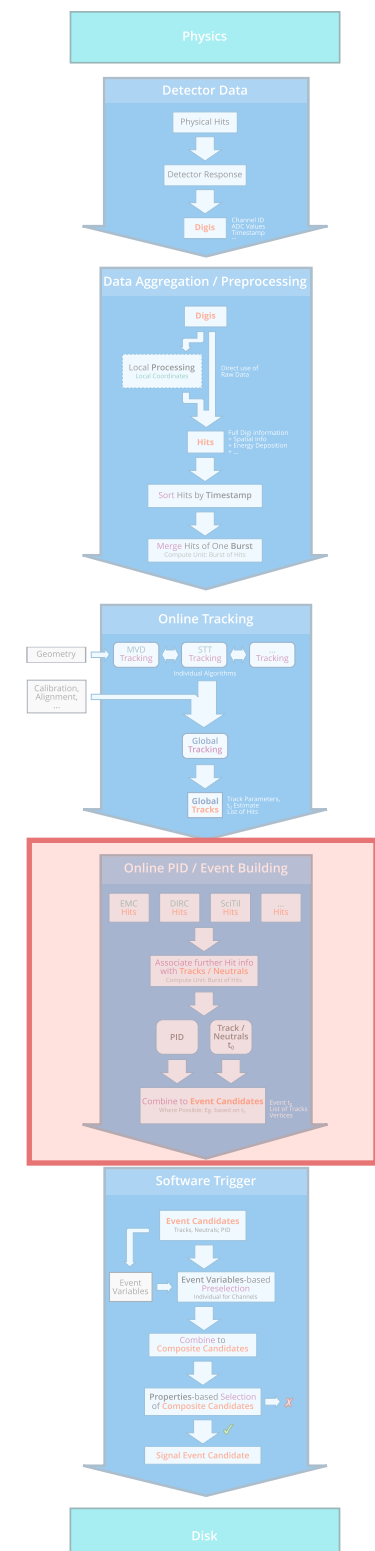 Physics
Detector Data
Physical Hits
Detector Response
Digis
Channel ID
ADC Values
Timestamp
...
Data Aggregation / Preprocessing
Digis
Local Processing
Local Coordinates
Direct use of
Raw Data
Hits
Full Digi information
+ Spatial Info
+ Energy Deposition
+ ...
Sort Hits by Timestamp
Merge Hits of One Burst
Compute Unit: Burst of Hits
Online Tracking
Geometry
MVD
Tracking
STT
Tracking
...
Tracking
Individual Algorithms
Calibration,
Alignment,
...
Global
Tracking
Global
Tracks
Track Parameters,
t₀ Estimate
List of Hits
Online PID / Event Building
EMC
Hits
DIRC
Hits
SciTil
Hits
...
Hits
Associate further Hit info
with Tracks / Neutrals
Compute Unit: Burst of Hits
PID
Track /
Neutrals
t₀
Combine to Event Candidates
Where Possible; Eg. based on t₀
Event t₀
List of Tracks
Vertices
Software Trigger
Event Candidates
Tracks, Neutrals; PID
Event
Variables
Event Variables-based
Preselection
Individual for Channels
Combine to
Composite Candidates
Properties-based Selection
of Composite Candidates
✗
✓
Signal Event Candidate
Disk